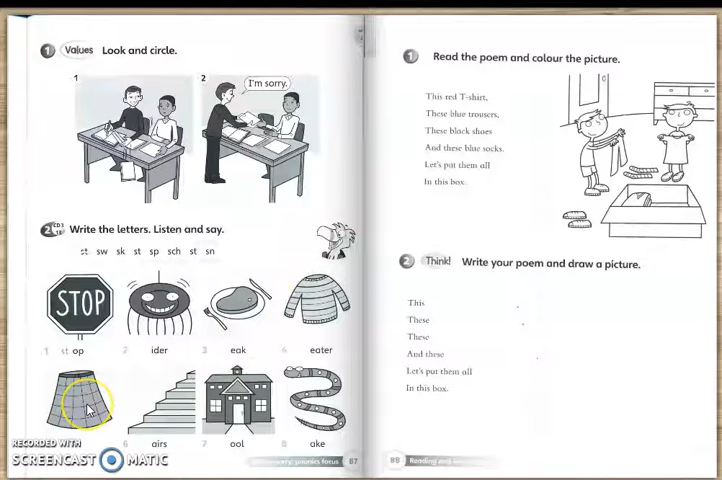 1 Values Look and circle.
1
2
I'm sorry.
2 CD3 Write the letters. Listen and say.
st sw sk st sp sch st sn
STOP
1 st op
2 ider
3 eak
4 eater
6 airs
7 ool
8 ake
phonics focus 87
1 Read the poem and colour the picture.
This red T-shirt,
These blue trousers,
These black shoes
And these blue socks.
Let's put them all
In this box.
2 Think! Write your poem and draw a picture.
This
These
These
And these
Let's put them all
In this box.
88 Reading and
RECORDED WITH
SCREENCAST MATIC